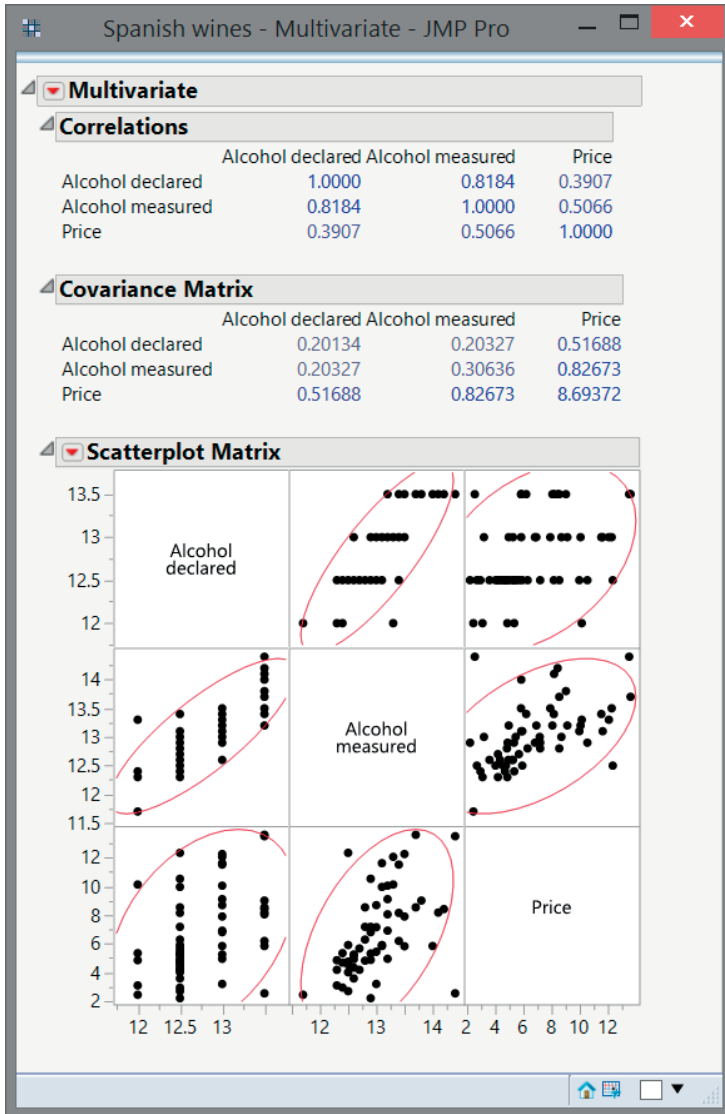 Spanish wines - Multivariate - JMP Pro
Multivariate
Correlations
Alcohol declared Alcohol measured Price
Alcohol declared 1.0000 0.8184 0.3907
Alcohol measured 0.8184 1.0000 0.5066
Price 0.3907 0.5066 1.0000
Covariance Matrix
Alcohol declared Alcohol measured Price
Alcohol declared 0.20134 0.20327 0.51688
Alcohol measured 0.20327 0.30636 0.82673
Price 0.51688 0.82673 8.69372
Scatterplot Matrix
13.5
13
12.5
12
Alcohol
declared
14
13.5
13
12.5
12
11.5
Alcohol
measured
12
10
8
6
4
2
Price
12 12.5 13 12 13 14 2 4 6 8 10 12